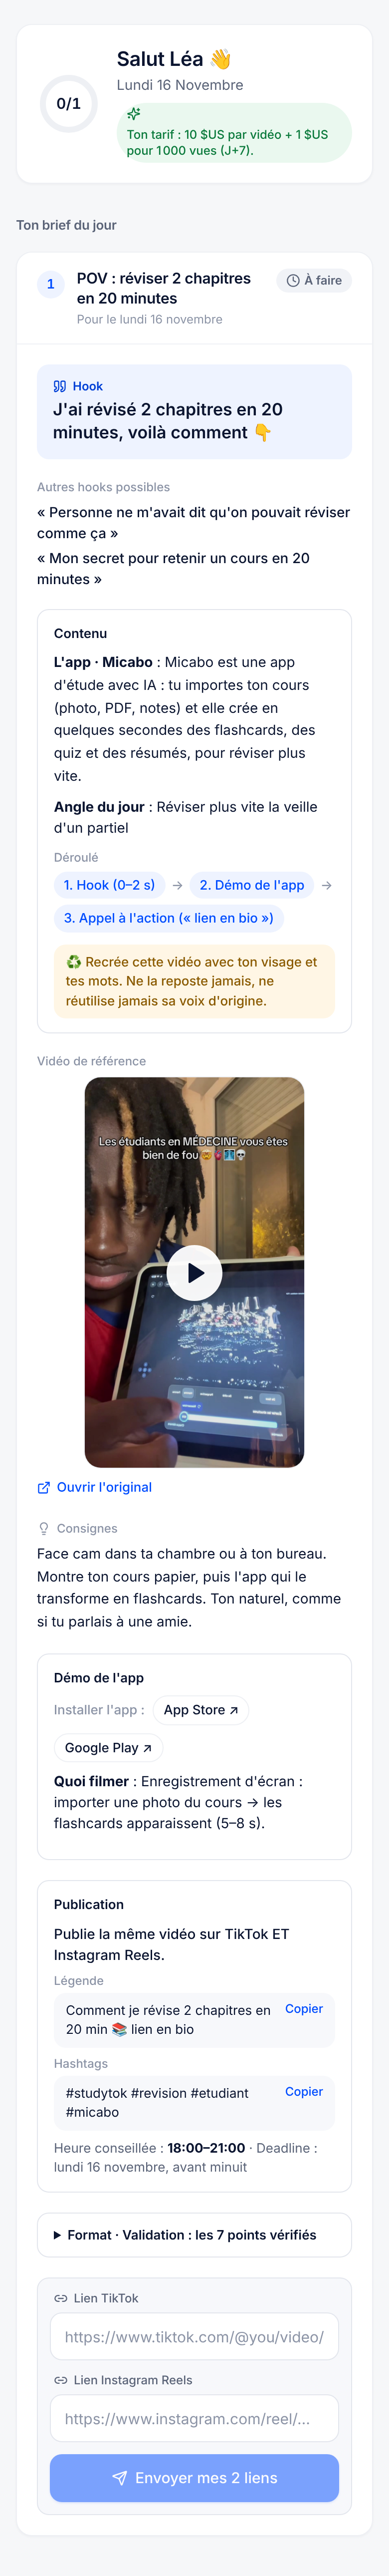 Salut Léa 👋
Lundi 16 Novembre
0/1
Ton tarif : 10 $US par vidéo + 1 $US
pour 1 000 vues (J+7).
Ton brief du jour
1
POV : réviser 2 chapitres
en 20 minutes
À faire
Pour le lundi 16 novembre
Hook
J'ai révisé 2 chapitres en 20
minutes, voilà comment 👇
Autres hooks possibles
« Personne ne m'avait dit qu'on pouvait réviser
comme ça »
« Mon secret pour retenir un cours en 20
minutes »
Contenu
L'app · Micabo : Micabo est une app
d'étude avec IA : tu importes ton cours
(photo, PDF, notes) et elle crée en
quelques secondes des flashcards, des
quiz et des résumés, pour réviser plus
vite.
Angle du jour : Réviser plus vite la veille
d'un partiel
Déroulé
1. Hook (0–2 s) → 2. Démo de l'app →
3. Appel à l'action (« lien en bio »)
♻️ Recrée cette vidéo avec ton visage et
tes mots. Ne la reposte jamais, ne
réutilise jamais sa voix d'origine.
Vidéo de référence
Les étudiants en MÉDECINE vous êtes
bien de fou
Ouvrir l'original
Consignes
Face cam dans ta chambre ou à ton bureau.
Montre ton cours papier, puis l'app qui le
transforme en flashcards. Ton naturel, comme
si tu parlais à une amie.
Démo de l'app
Installer l'app : App Store ↗
Google Play ↗
Quoi filmer : Enregistrement d'écran :
importer une photo du cours → les
flashcards apparaissent (5–8 s).
Publication
Publie la même vidéo sur TikTok ET
Instagram Reels.
Légende
Comment je révise 2 chapitres en
20 min 📚 lien en bio
Copier
Hashtags
#studytok #revision #etudiant
#micabo
Copier
Heure conseillée : 18:00–21:00 · Deadline :
lundi 16 novembre, avant minuit
▶ Format · Validation : les 7 points vérifiés
Lien TikTok
https://www.tiktok.com/@you/video/
Lien Instagram Reels
https://www.instagram.com/reel/...
Envoyer mes 2 liens